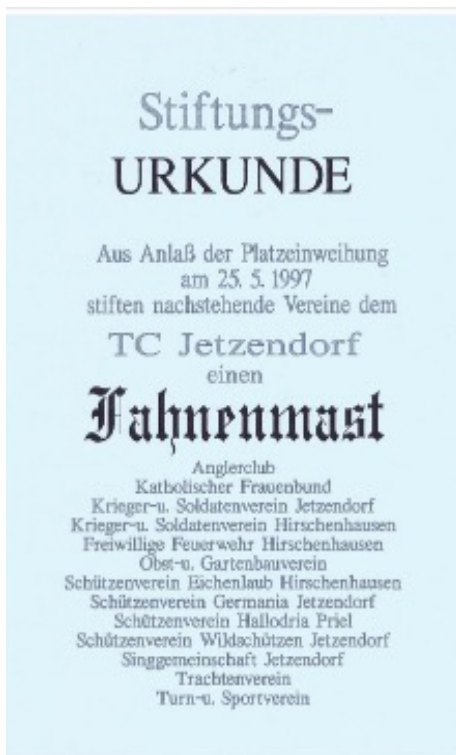 Stiftungs-
URKUNDE
Aus Anlaß der Platzeinweihung
am 25. 5. 1997
stiften nachstehende Vereine dem
TC Jetzendorf
einen
Fahnenmast
Anglerclub
Katholischer Frauenbund
Krieger-u. Soldatenverein Jetzendorf
Krieger-u. Soldatenverein Hirschenhausen
Freiwillige Feuerwehr Hirschenhausen
Obst-u. Gartenbauverein
Schützenverein Eichenlaub Hirschenhausen
Schützenverein Germania Jetzendorf
Schützenverein Hallodria Priel
Schützenverein Wildschützen Jetzendorf
Singgemeinschaft Jetzendorf
Trachtenverein
Turn-u. Sportverein